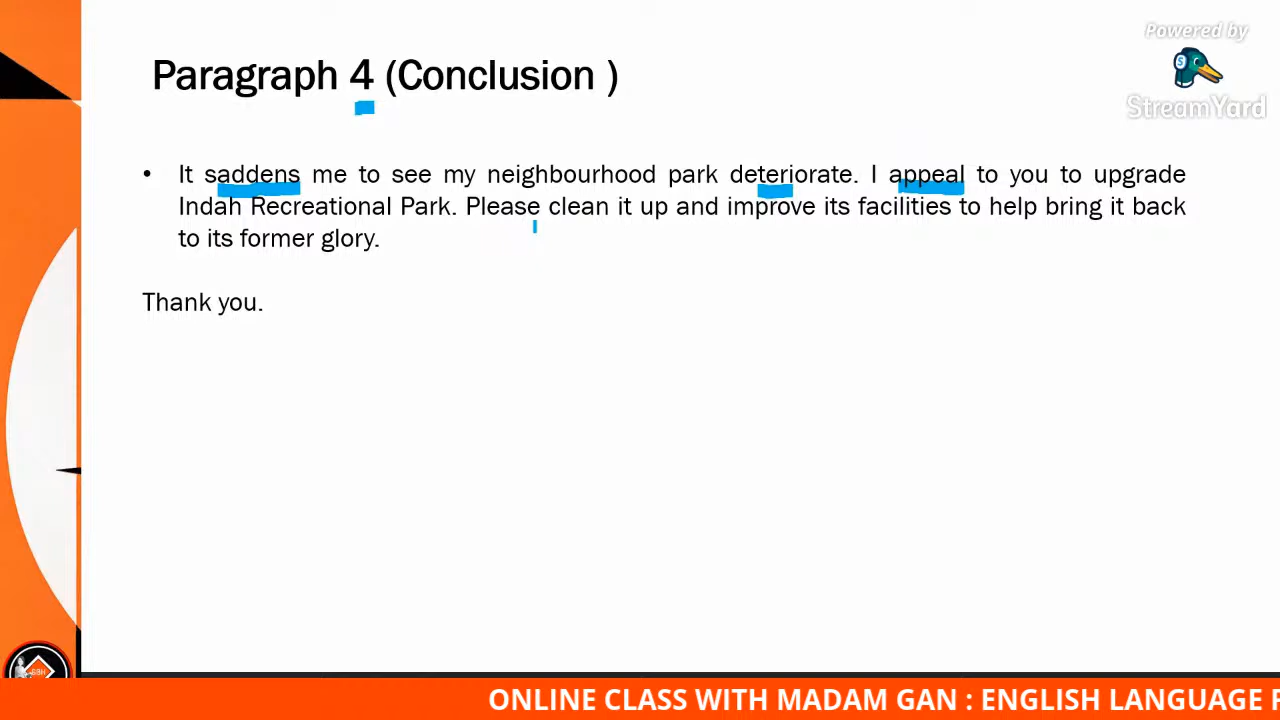 Powered by
StreamYard
Paragraph 4 (Conclusion )
• It saddens me to see my neighbourhood park deteriorate. I appeal to you to upgrade
Indah Recreational Park. Please clean it up and improve its facilities to help bring it back
to its former glory.
Thank you.
ONLINE CLASS WITH MADAM GAN : ENGLISH LANGUAGE